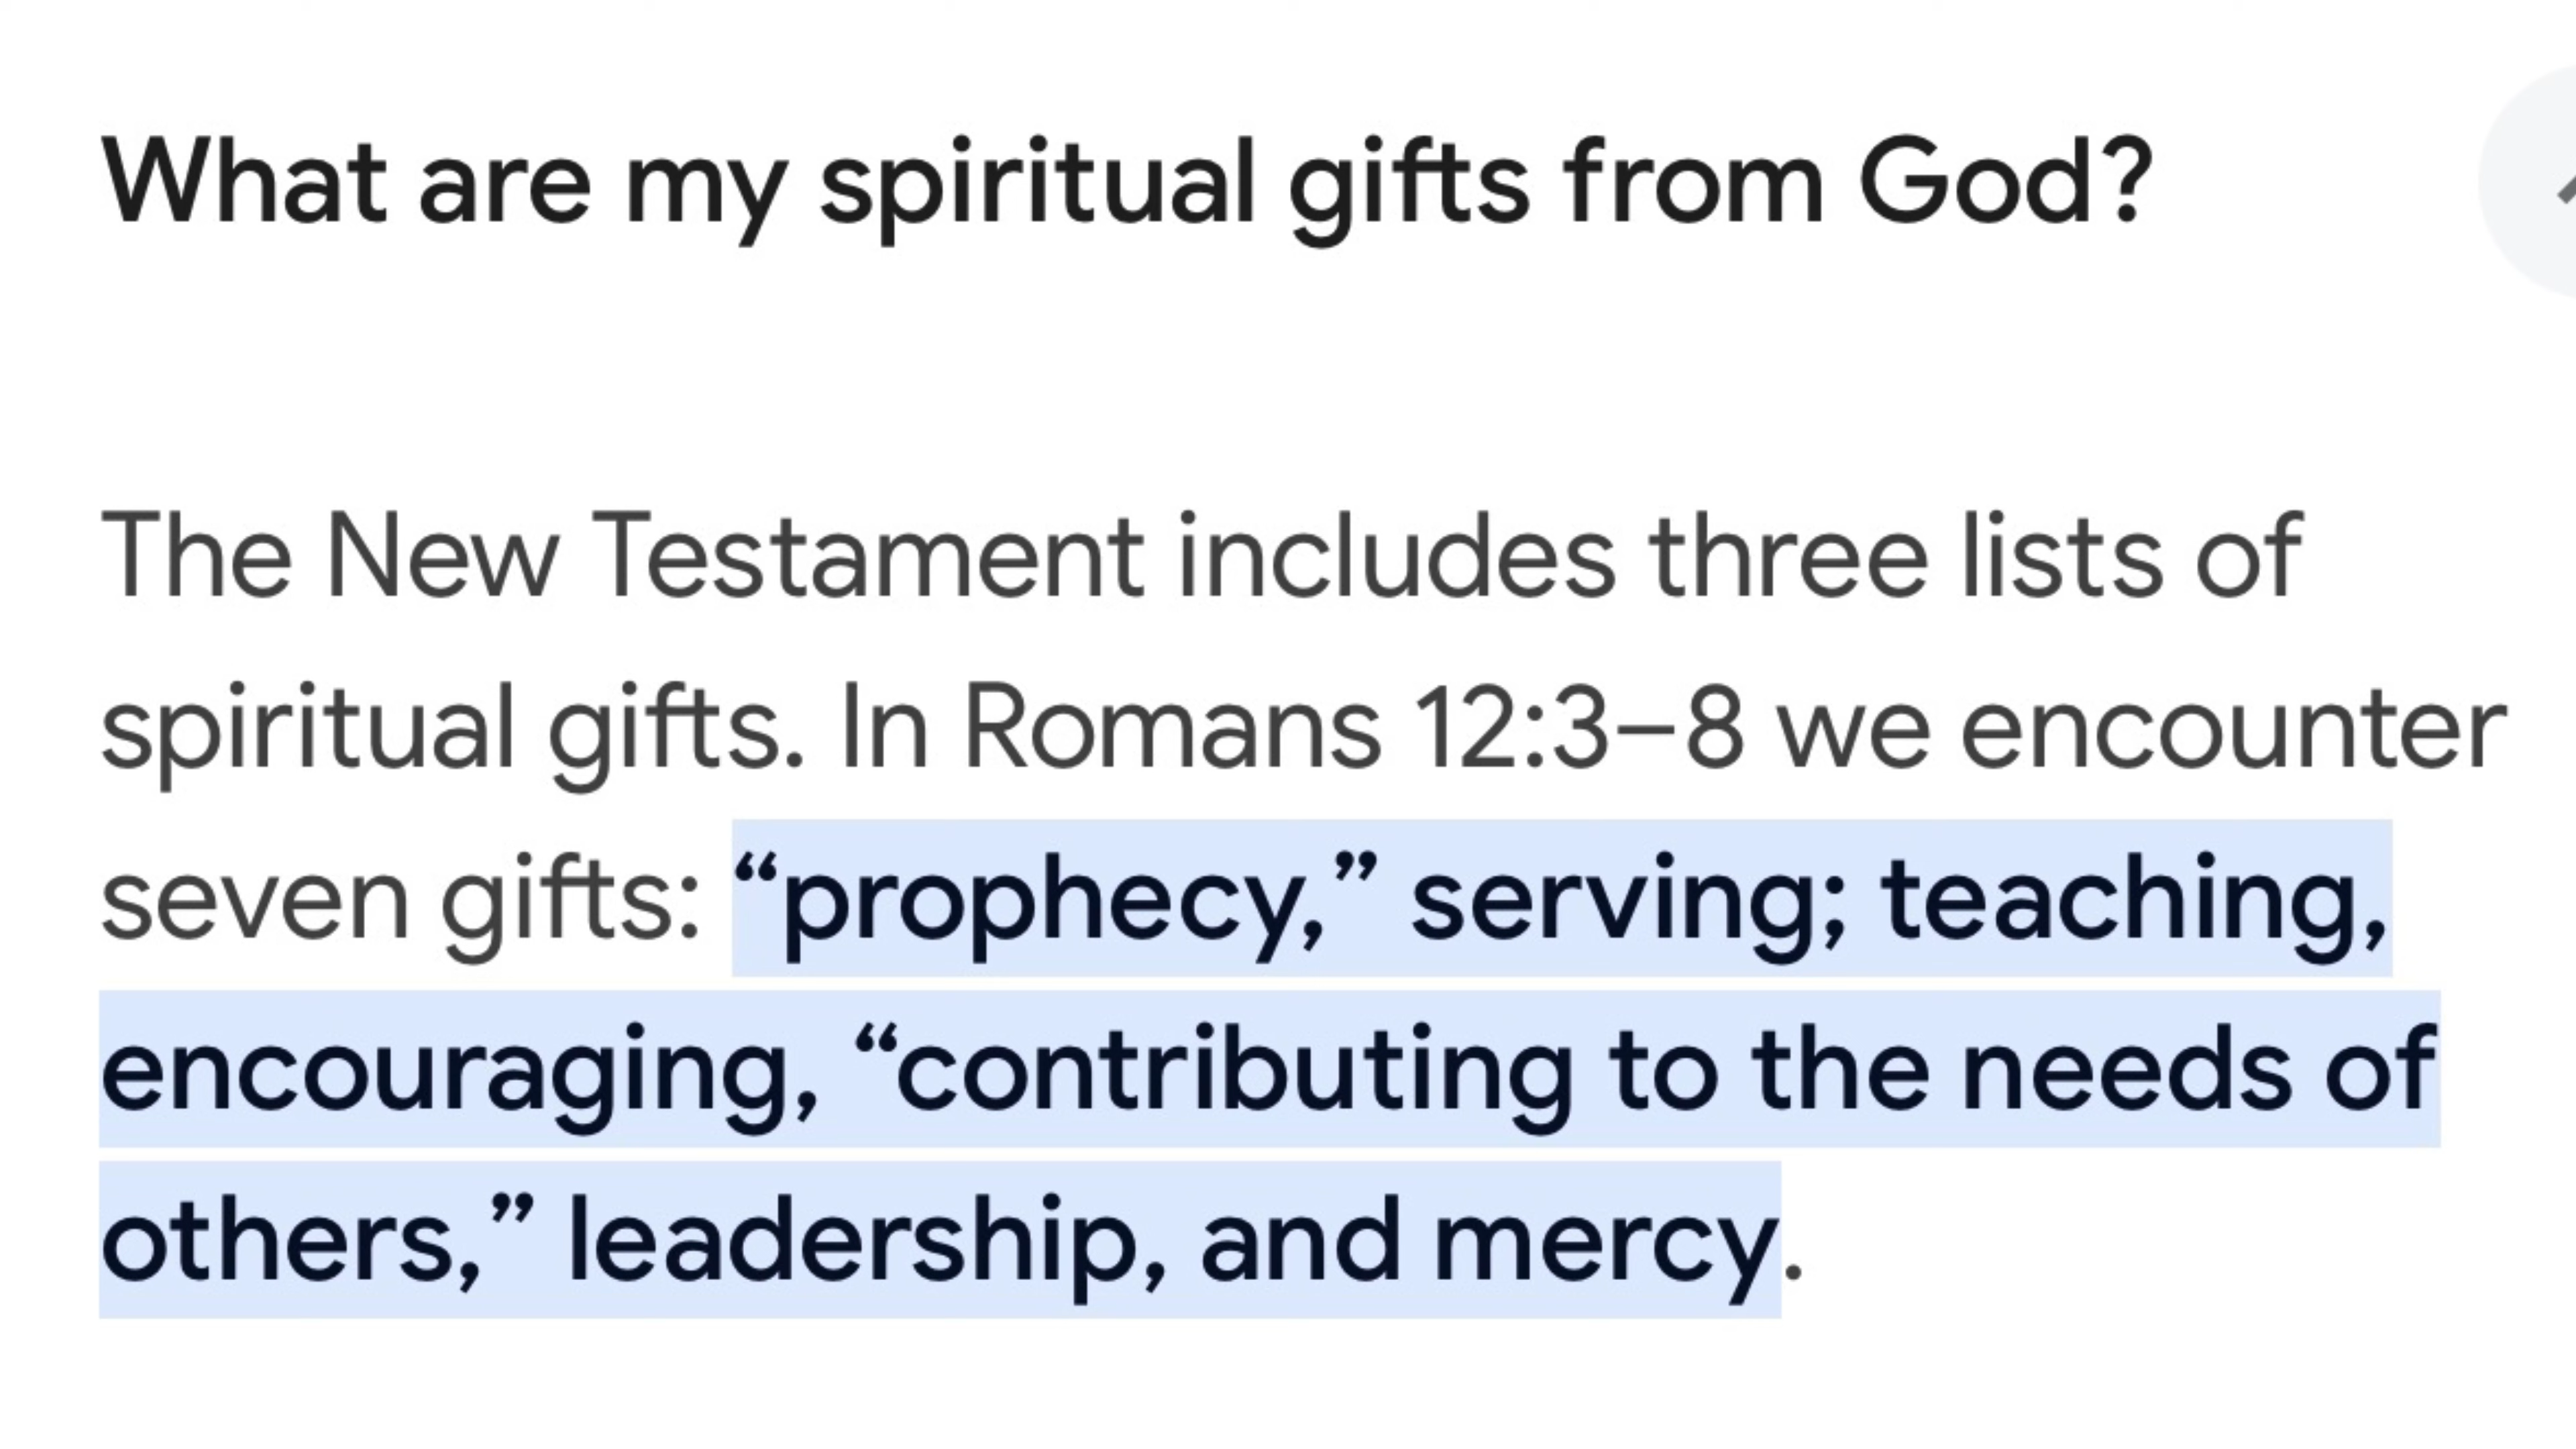 What are my spiritual gifts from God?
The New Testament includes three lists of
spiritual gifts. In Romans 12:3–8 we encounter
seven gifts: “prophecy,” serving; teaching,
encouraging, “contributing to the needs of
others,” leadership, and mercy.